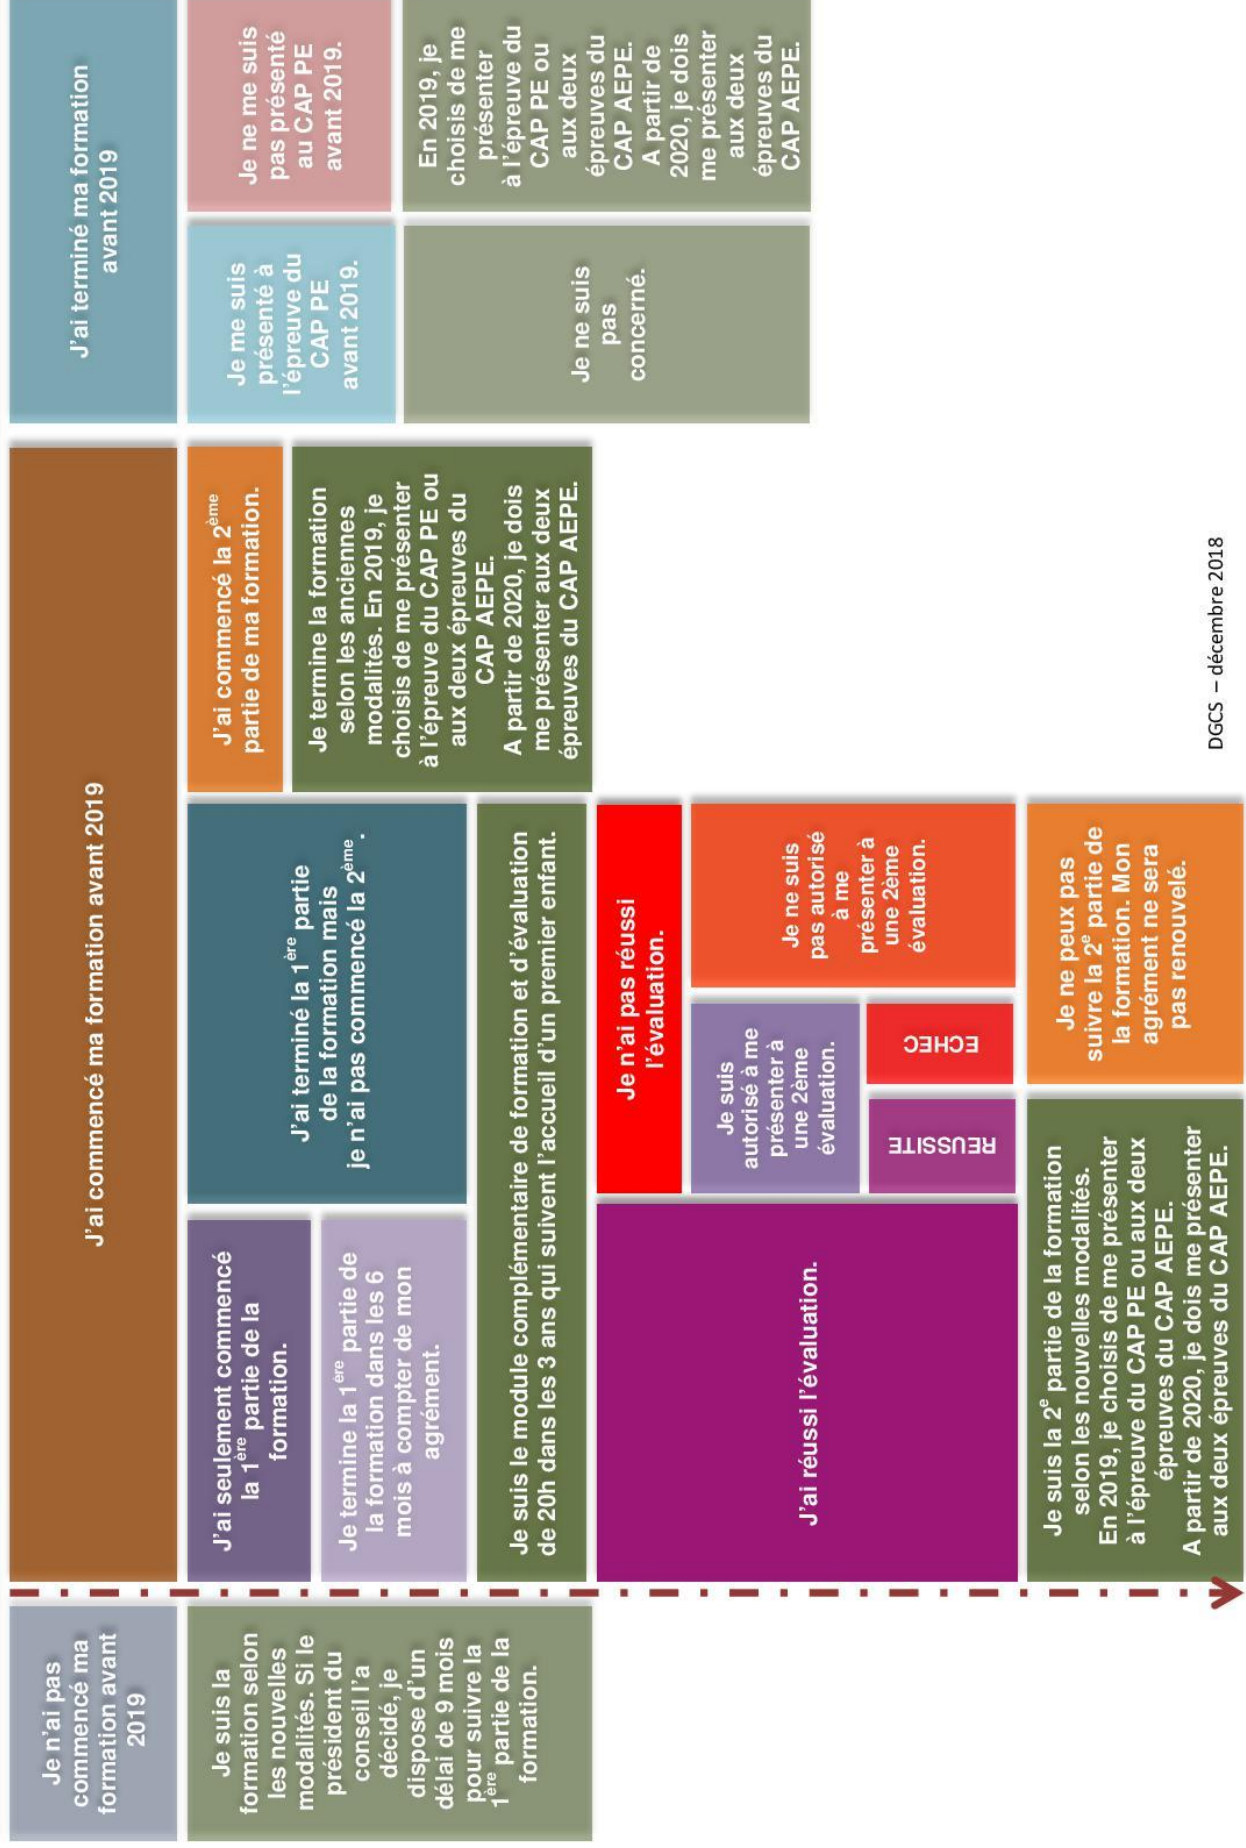 Je n'ai pas
commencé ma
formation avant
2019
Je suis la
formation selon
les nouvelles
modalités. Si le
président du
conseil l'a
décidé, je
dispose d'un
délai de 9 mois
pour suivre la
1ère partie de la
formation.
J'ai commencé ma formation avant 2019
J'ai seulement commencé
la 1ère partie de la
formation.
Je termine la 1ère partie de
la formation dans les 6
mois à compter de mon
agrément.
J'ai terminé la 1ère partie
de la formation mais
je n'ai pas commencé la 2ème .
Je suis le module complémentaire de formation et d'évaluation
de 20h dans les 3 ans qui suivent l'accueil d'un premier enfant.
J'ai réussi l'évaluation.
Je n'ai pas réussi
l'évaluation.
Je suis
autorisé à me
présenter à
une 2ème
évaluation.
REUSSITE
ECHEC
Je ne suis
pas autorisé
à me
présenter à
une 2ème
évaluation.
Je suis la 2e partie de la formation
selon les nouvelles modalités.
En 2019, je choisis de me présenter
à l'épreuve du CAP PE ou aux deux
épreuves du CAP AEPE.
A partir de 2020, je dois me présenter
aux deux épreuves du CAP AEPE.
Je ne peux pas
suivre la 2e partie de
la formation. Mon
agrément ne sera
pas renouvelé.
J'ai commencé la 2ème
partie de ma formation.
Je termine la formation
selon les anciennes
modalités. En 2019, je
choisis de me présenter
à l'épreuve du CAP PE ou
aux deux épreuves du
CAP AEPE.
A partir de 2020, je dois
me présenter aux deux
épreuves du CAP AEPE.
J'ai terminé ma formation
avant 2019
Je me suis
présenté à
l'épreuve du
CAP PE
avant 2019.
Je ne suis
pas
concerné.
Je ne me suis
pas présenté
au CAP PE
avant 2019.
En 2019, je
choisis de me
présenter
à l'épreuve du
CAP PE ou
aux deux
épreuves du
CAP AEPE.
A partir de
2020, je dois
me présenter
aux deux
épreuves du
CAP AEPE.
DGCS – décembre 2018